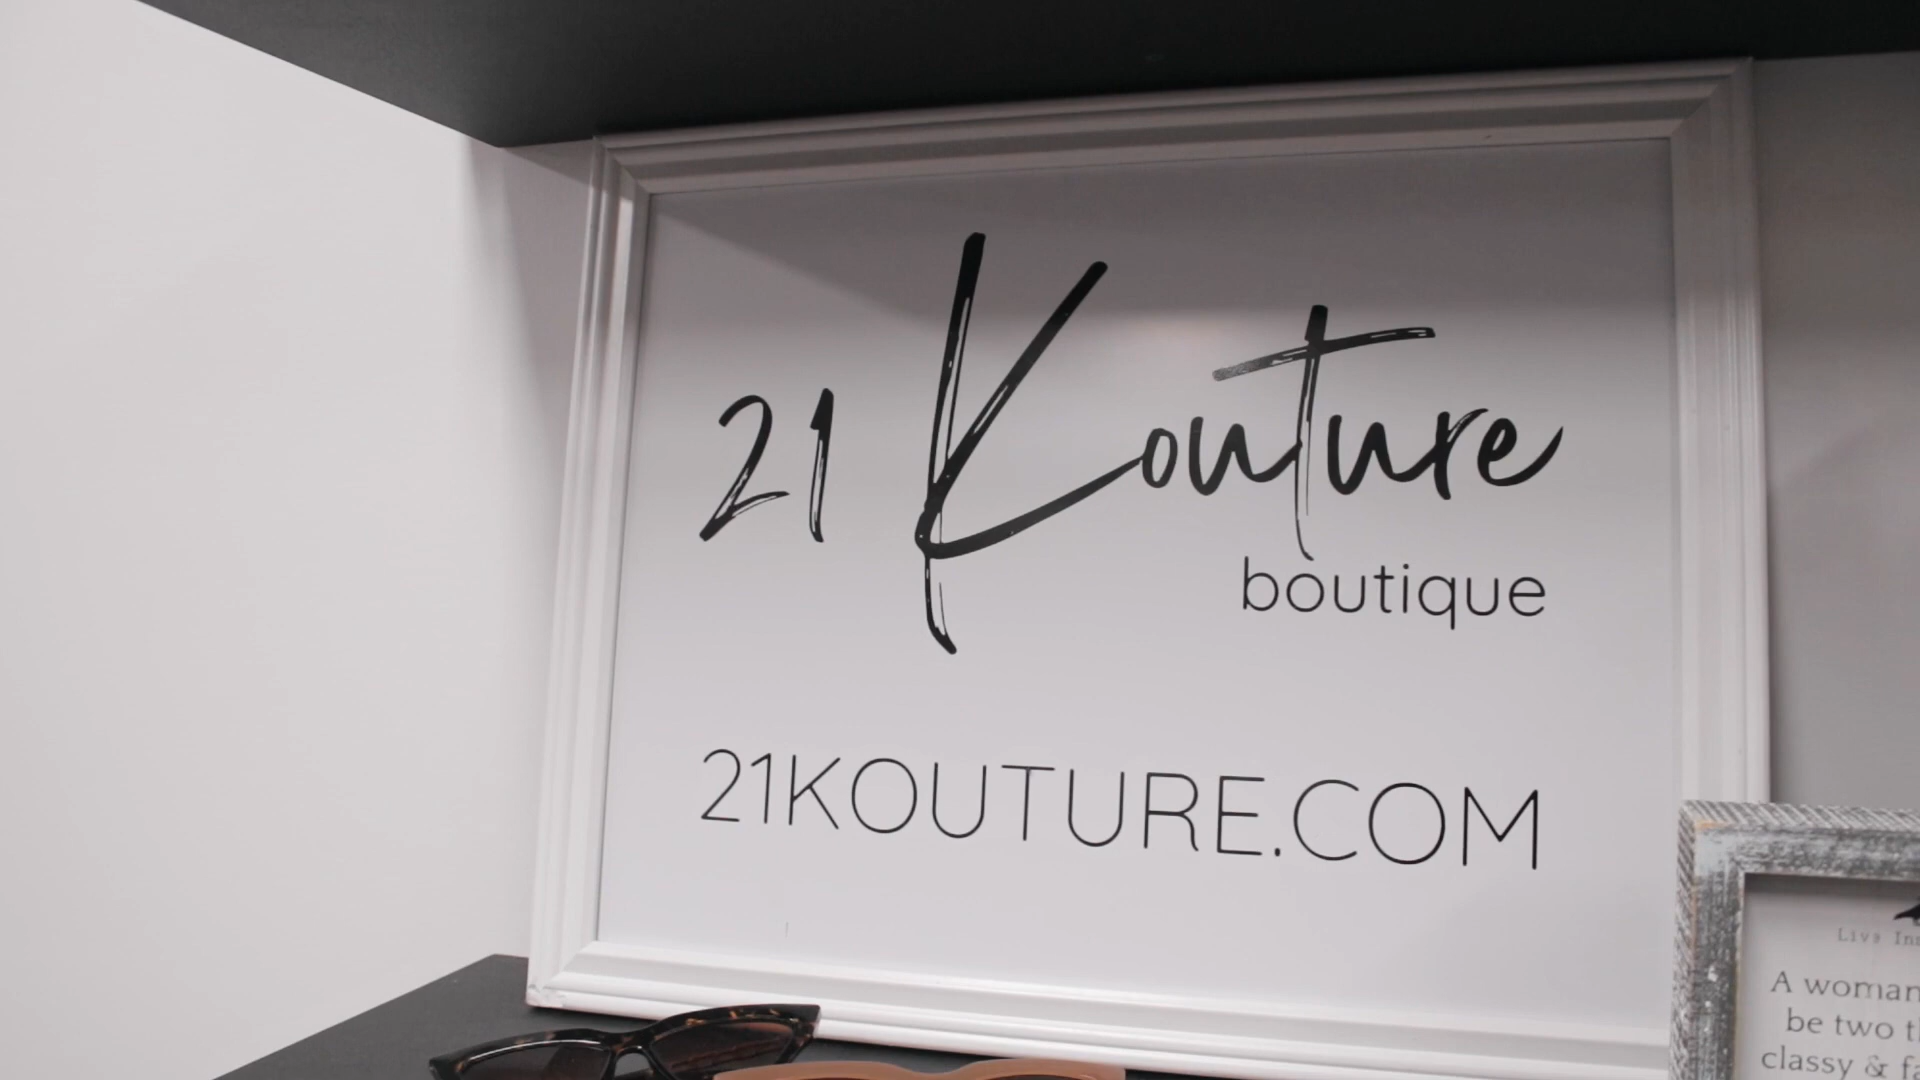 21 Kouture
boutique
21KOUTURE.COM
A woman
be two
classy &